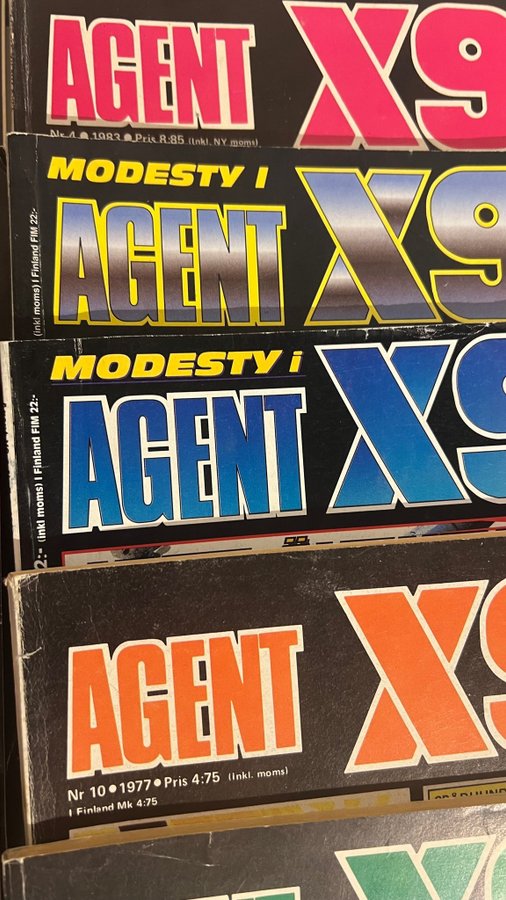 AGENT X9
Nr 4 ● 1983 ● Pris 8:85 (Inkl. NY moms)
MODESTY I
AGENT X9
(inkl moms) I Finland FIM 22:-
MODESTY i
AGENT X9
2:- (inkl moms) I Finland FIM 22:-
AGENT X9
Nr 10 ● 1977 ● Pris 4:75 (Inkl. moms)
I Finland Mk 4:75
AGENT X9